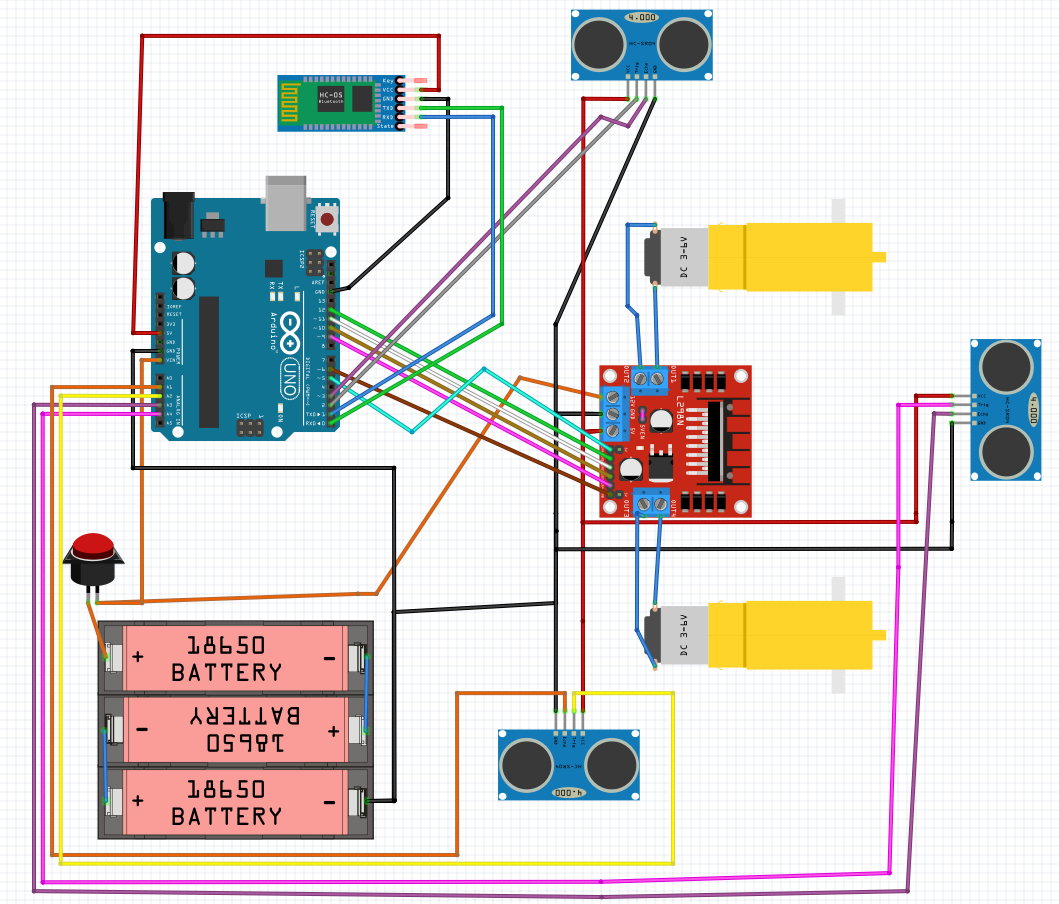 4.000
HC-SR04
VCC
Trig
Echo
GND
Key
VCC
GND
TXD
RXD
State
HC-05
Bluetooth
RESET
ICSP2
AREF
GND
13
12
~11
~10
~9
8
7
~6
~5
4
~3
2
TX0▸1
RX0◂0
L
TX
RX
ON
Arduino
UNO
DIGITAL (PWM~)
IOREF
RESET
3V3
5V
GND
GND
VIN
POWER
A0
A1
A2
A3
A4
A5
ANALOG IN
ICSP
1
DC 3-6V
OUT2
OUT1
L298N
12V
GND
5V
5VEN
OUT3
OUT4
VCC
Trig
Echo
GND
HC-SR04
4.000
DC 3-6V
+ 18650 -
BATTERY
- 18650 +
BATTERY
+ 18650 -
BATTERY
GND
Echo
Trig
VCC
HC-SR04
4.000